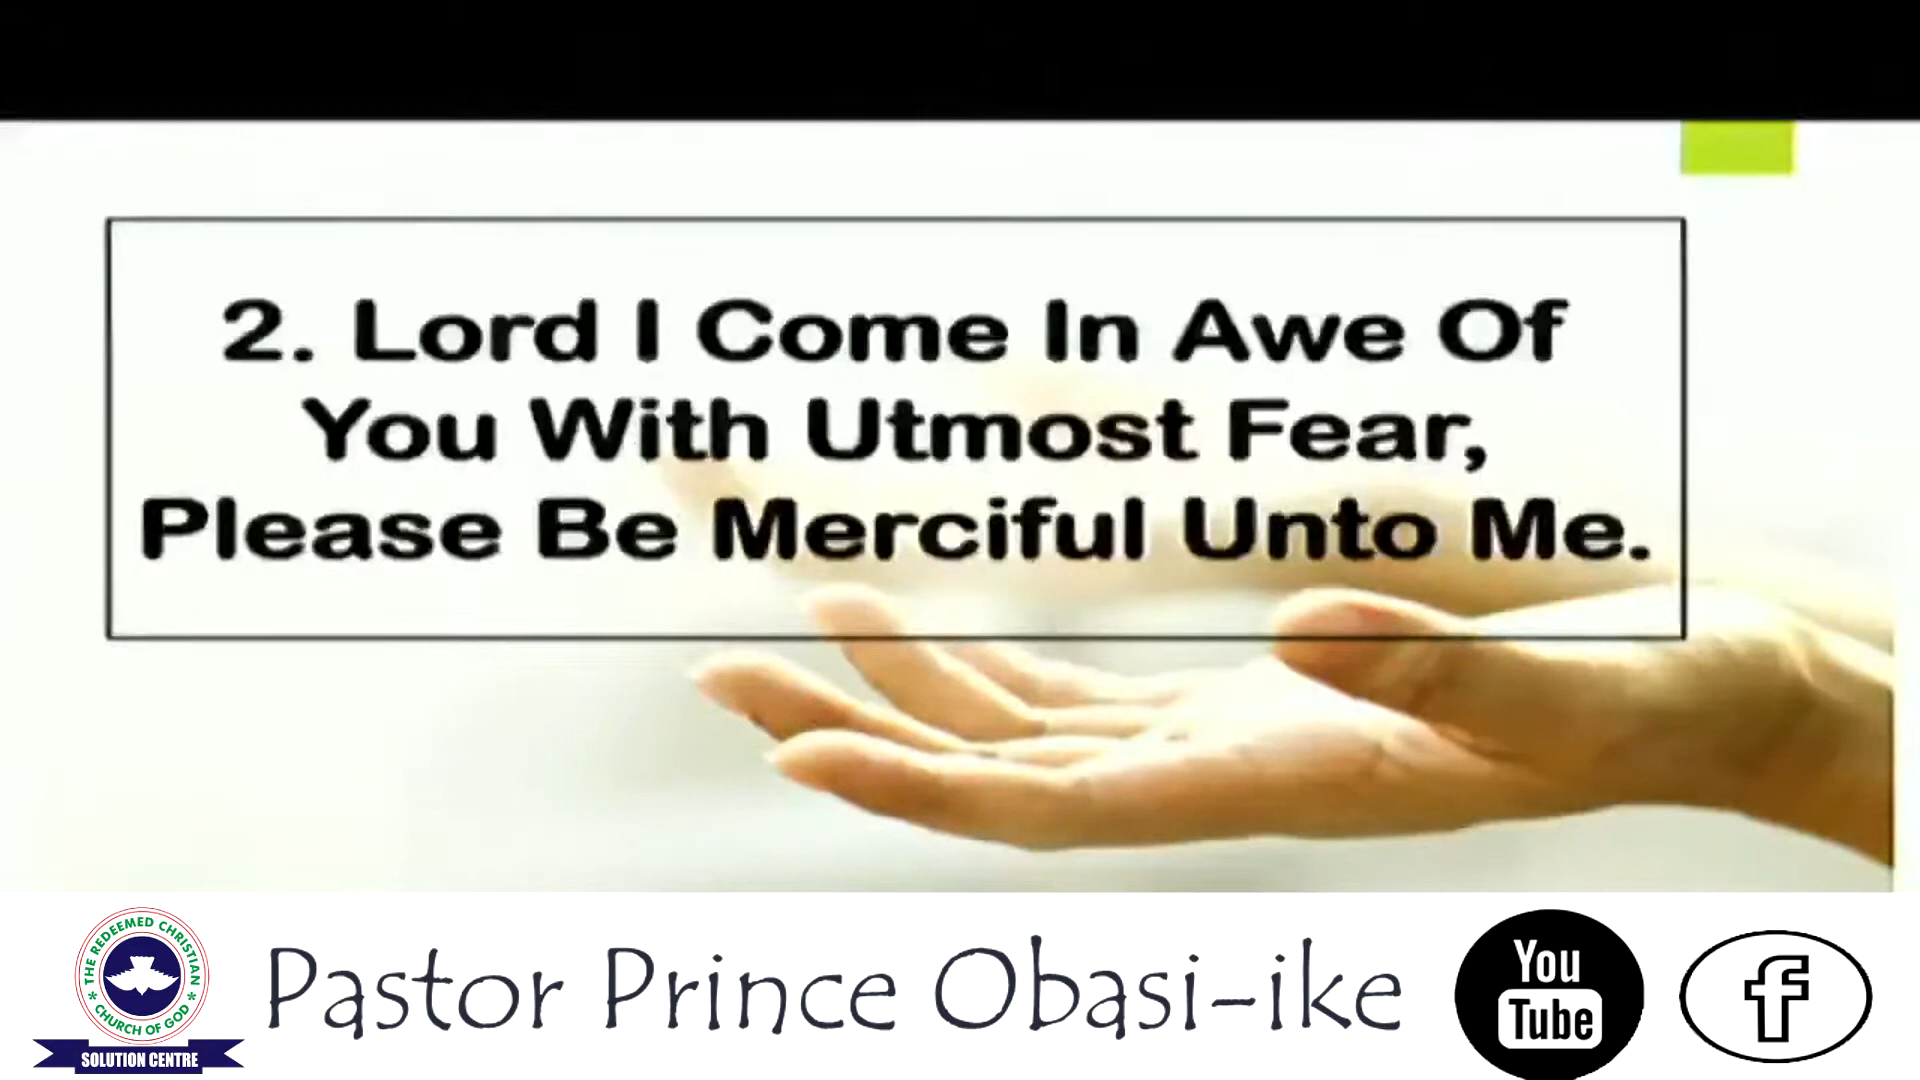 2. Lord I Come In Awe Of
You With Utmost Fear,
Please Be Merciful Unto Me.
THE REDEEMED CHRISTIAN
* CHURCH OF GOD *
SOLUTION CENTRE
Pastor Prince Obasi-ike
You
Tube
f